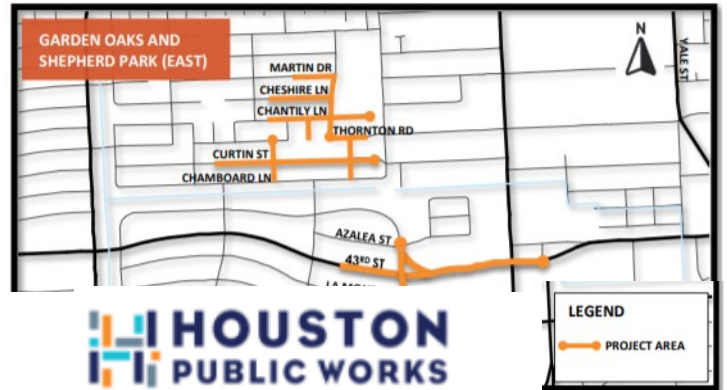 GARDEN OAKS AND
SHEPHERD PARK (EAST)
N
YALE ST
MARTIN DR
CHESHIRE LN
CHANTILY LN
THORNTON RD
CURTIN ST
CHAMBOARD LN
AZALEA ST
43RD ST
HOUSTON
PUBLIC WORKS
LEGEND
PROJECT AREA